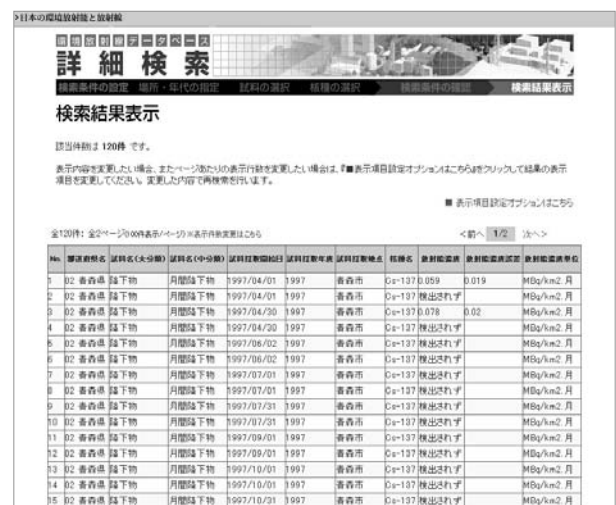 >日本の環境放射能と放射線
環境放射線データベース
詳細検索
検索条件の設定 場所・年代の指定 試料の選択 核種の選択 検索条件の確認 検索結果表示
検索結果表示
該当件数は 120件 です。
表示内容を変更したい場合、またページあたりの表示行数を変更したい場合は、『■表示項目設定オプションはこちら』をクリックして結果の表示
項目を変更してください。変更した内容で再検索を行います。
■ 表示項目設定オプションはこちら
全120件: 全2ページ(100件表示/ページ) ※表示件数変更はこちら <前へ 1/2 次へ>
No. 都道府県名 試料名(大分類) 試料名(中分類) 試料採取開始日 試料採取年度 試料採取地点 核種名 放射能濃度 放射能濃度誤差 放射能濃度単位
1 02 青森県 降下物 月間降下物 1997/04/01 1997 青森市 Cs-137 0.059 0.019 MBq/km2.月
2 02 青森県 降下物 月間降下物 1997/04/01 1997 青森市 Cs-137 検出されず MBq/km2.月
3 02 青森県 降下物 月間降下物 1997/04/30 1997 青森市 Cs-137 0.078 0.02 MBq/km2.月
4 02 青森県 降下物 月間降下物 1997/04/30 1997 青森市 Cs-137 検出されず MBq/km2.月
5 02 青森県 降下物 月間降下物 1997/06/02 1997 青森市 Cs-137 検出されず MBq/km2.月
6 02 青森県 降下物 月間降下物 1997/06/02 1997 青森市 Cs-137 検出されず MBq/km2.月
7 02 青森県 降下物 月間降下物 1997/07/01 1997 青森市 Cs-137 検出されず MBq/km2.月
8 02 青森県 降下物 月間降下物 1997/07/01 1997 青森市 Cs-137 検出されず MBq/km2.月
9 02 青森県 降下物 月間降下物 1997/07/31 1997 青森市 Cs-137 検出されず MBq/km2.月
10 02 青森県 降下物 月間降下物 1997/07/31 1997 青森市 Cs-137 検出されず MBq/km2.月
11 02 青森県 降下物 月間降下物 1997/09/01 1997 青森市 Cs-137 検出されず MBq/km2.月
12 02 青森県 降下物 月間降下物 1997/09/01 1997 青森市 Cs-137 検出されず MBq/km2.月
13 02 青森県 降下物 月間降下物 1997/10/01 1997 青森市 Cs-137 検出されず MBq/km2.月
14 02 青森県 降下物 月間降下物 1997/10/01 1997 青森市 Cs-137 検出されず MBq/km2.月
15 02 青森県 降下物 月間降下物 1997/10/31 1997 青森市 Cs-137 検出されず MBq/km2.月